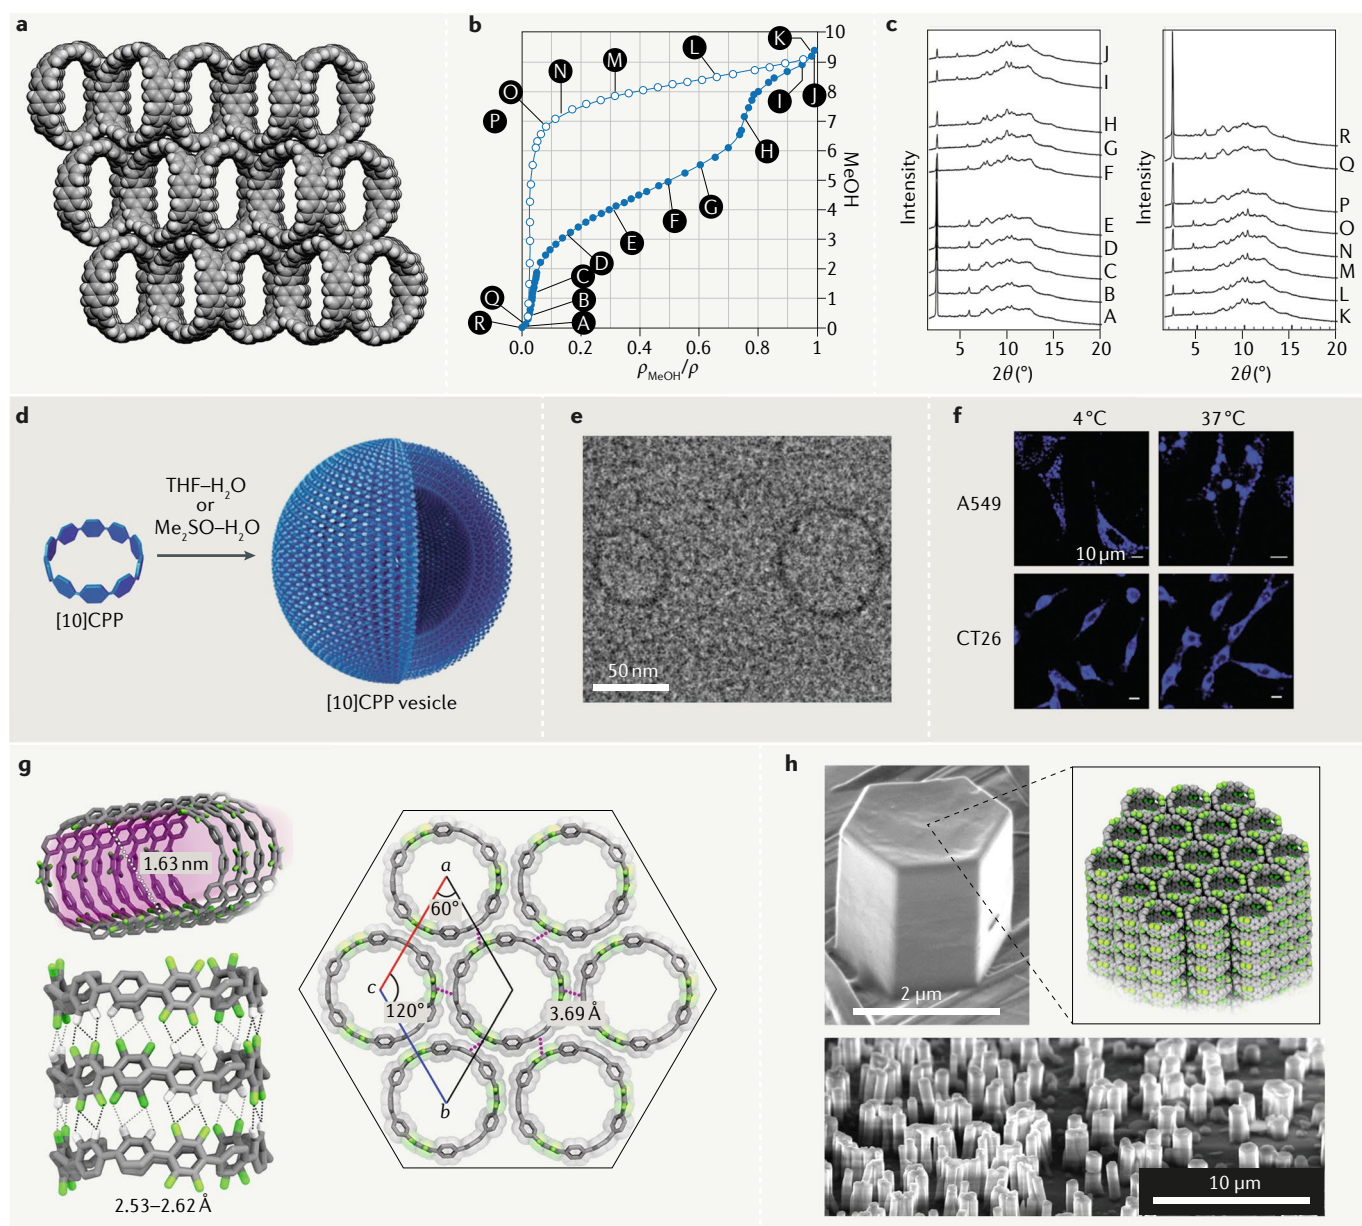 a
b
K
10
9
8
7
6
5
4
3
2
1
0
MeOH
L
M
N
O
P
I
J
H
G
F
E
D
C
B
A
Q
R
0.0
0.2
0.4
0.6
0.8
1
ρMeOH/ρ
c
Intensity
J
I
H
G
F
E
D
C
B
A
5
10
15
20
2θ (°)
Intensity
R
Q
P
O
N
M
L
K
5
10
15
20
2θ (°)
d
THF–H₂O
or
Me₂SO–H₂O
[10]CPP
[10]CPP vesicle
e
50 nm
f
4 °C
37 °C
A549
10 μm
CT26
g
1.63 nm
2.53–2.62 Å
a
60°
c
120°
3.69 Å
b
h
2 μm
10 μm